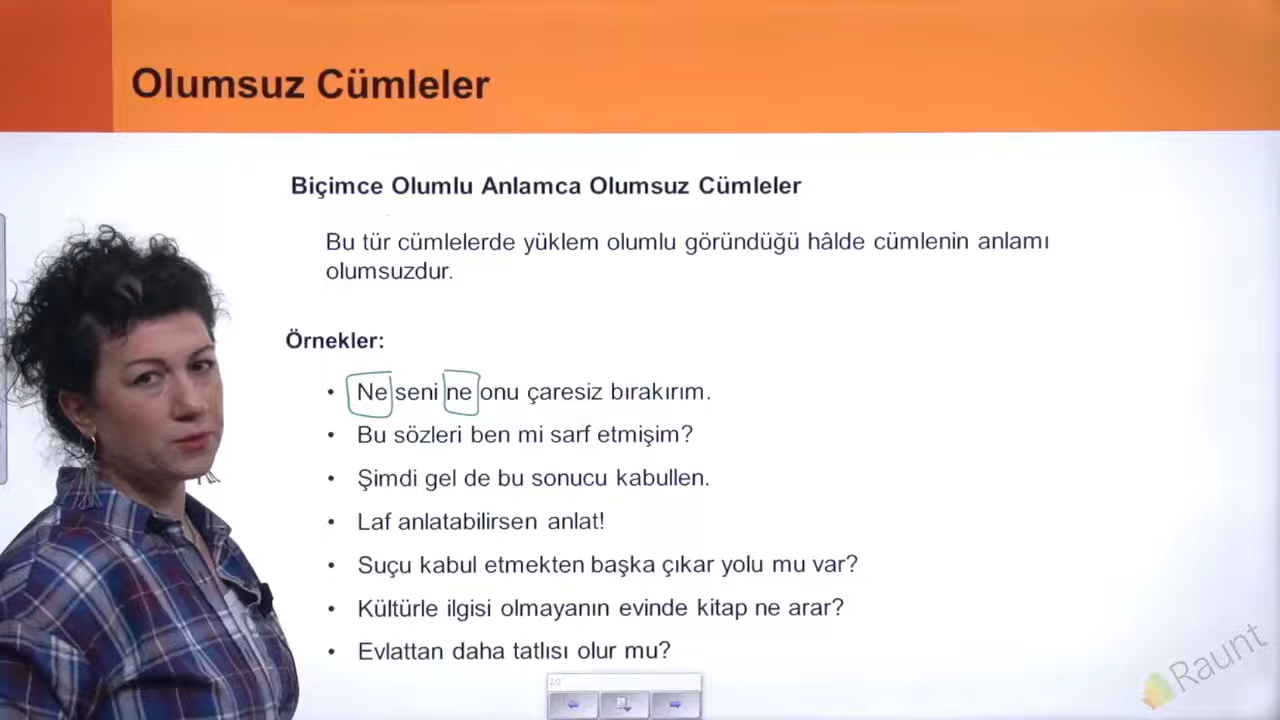 Olumsuz Cümleler
Biçimce Olumlu Anlamca Olumsuz Cümleler
Bu tür cümlelerde yüklem olumlu göründüğü hâlde cümlenin anlamı
olumsuzdur.
Örnekler:
• Ne seni ne onu çaresiz bırakırım.
• Bu sözleri ben mi sarf etmişim?
• Şimdi gel de bu sonucu kabullen.
• Laf anlatabilirsen anlat!
• Suçu kabul etmekten başka çıkar yolu mu var?
• Kültürle ilgisi olmayanın evinde kitap ne arar?
• Evlattan daha tatlısı olur mu?
Raunt